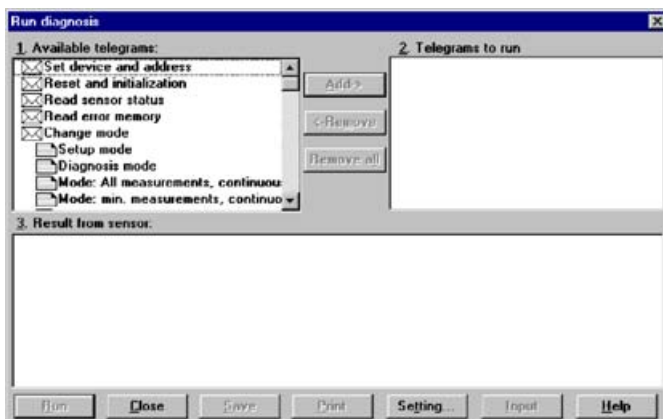 Run diagnosis
1. Available telegrams:
Set device and address
Reset and initialization
Read sensor status
Read error memory
Change mode
Setup mode
Diagnosis mode
Mode: All measurements, continuou
Mode: min. measurements, continuo
Add->
<-Remove
Remove all
2. Telegrams to run
3. Result from sensor:
Run
Close
Save
Print
Setting...
Input
Help